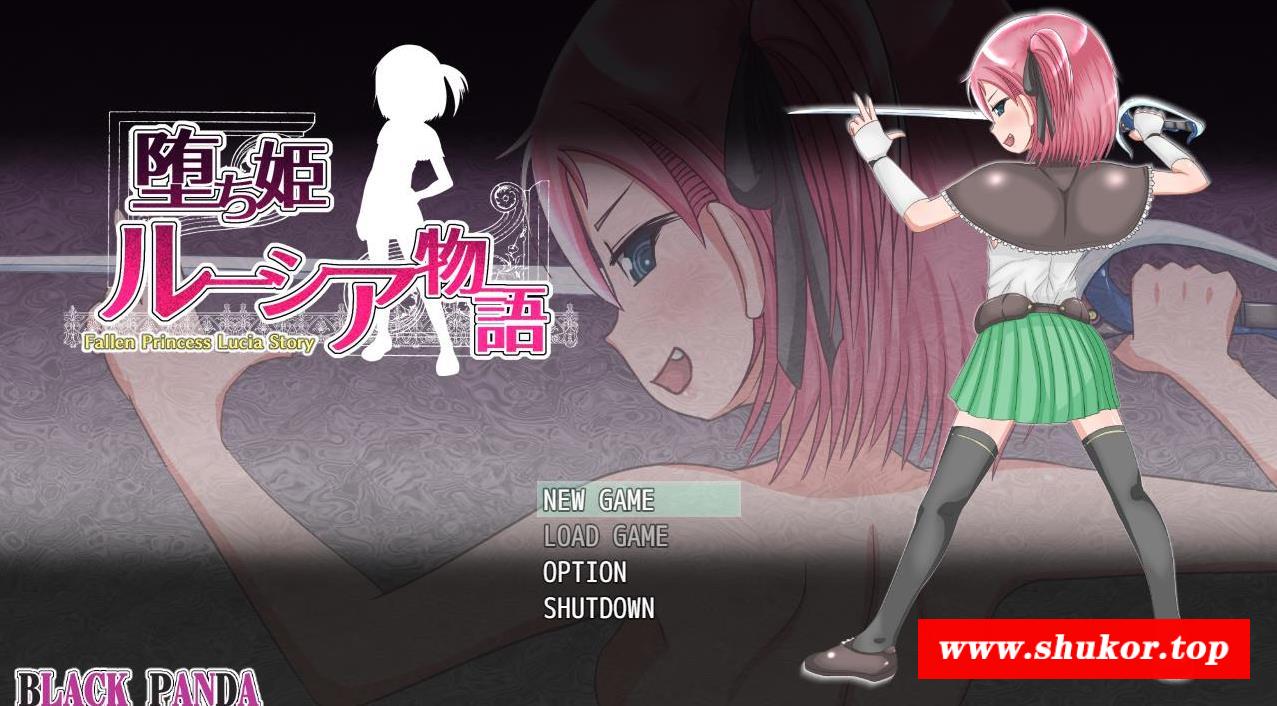 堕ち姫
ルーシア物語
Fallen Princess Lucia Story
NEW GAME
LOAD GAME
OPTION
SHUTDOWN
www.shukor.top
BLACK PANDA